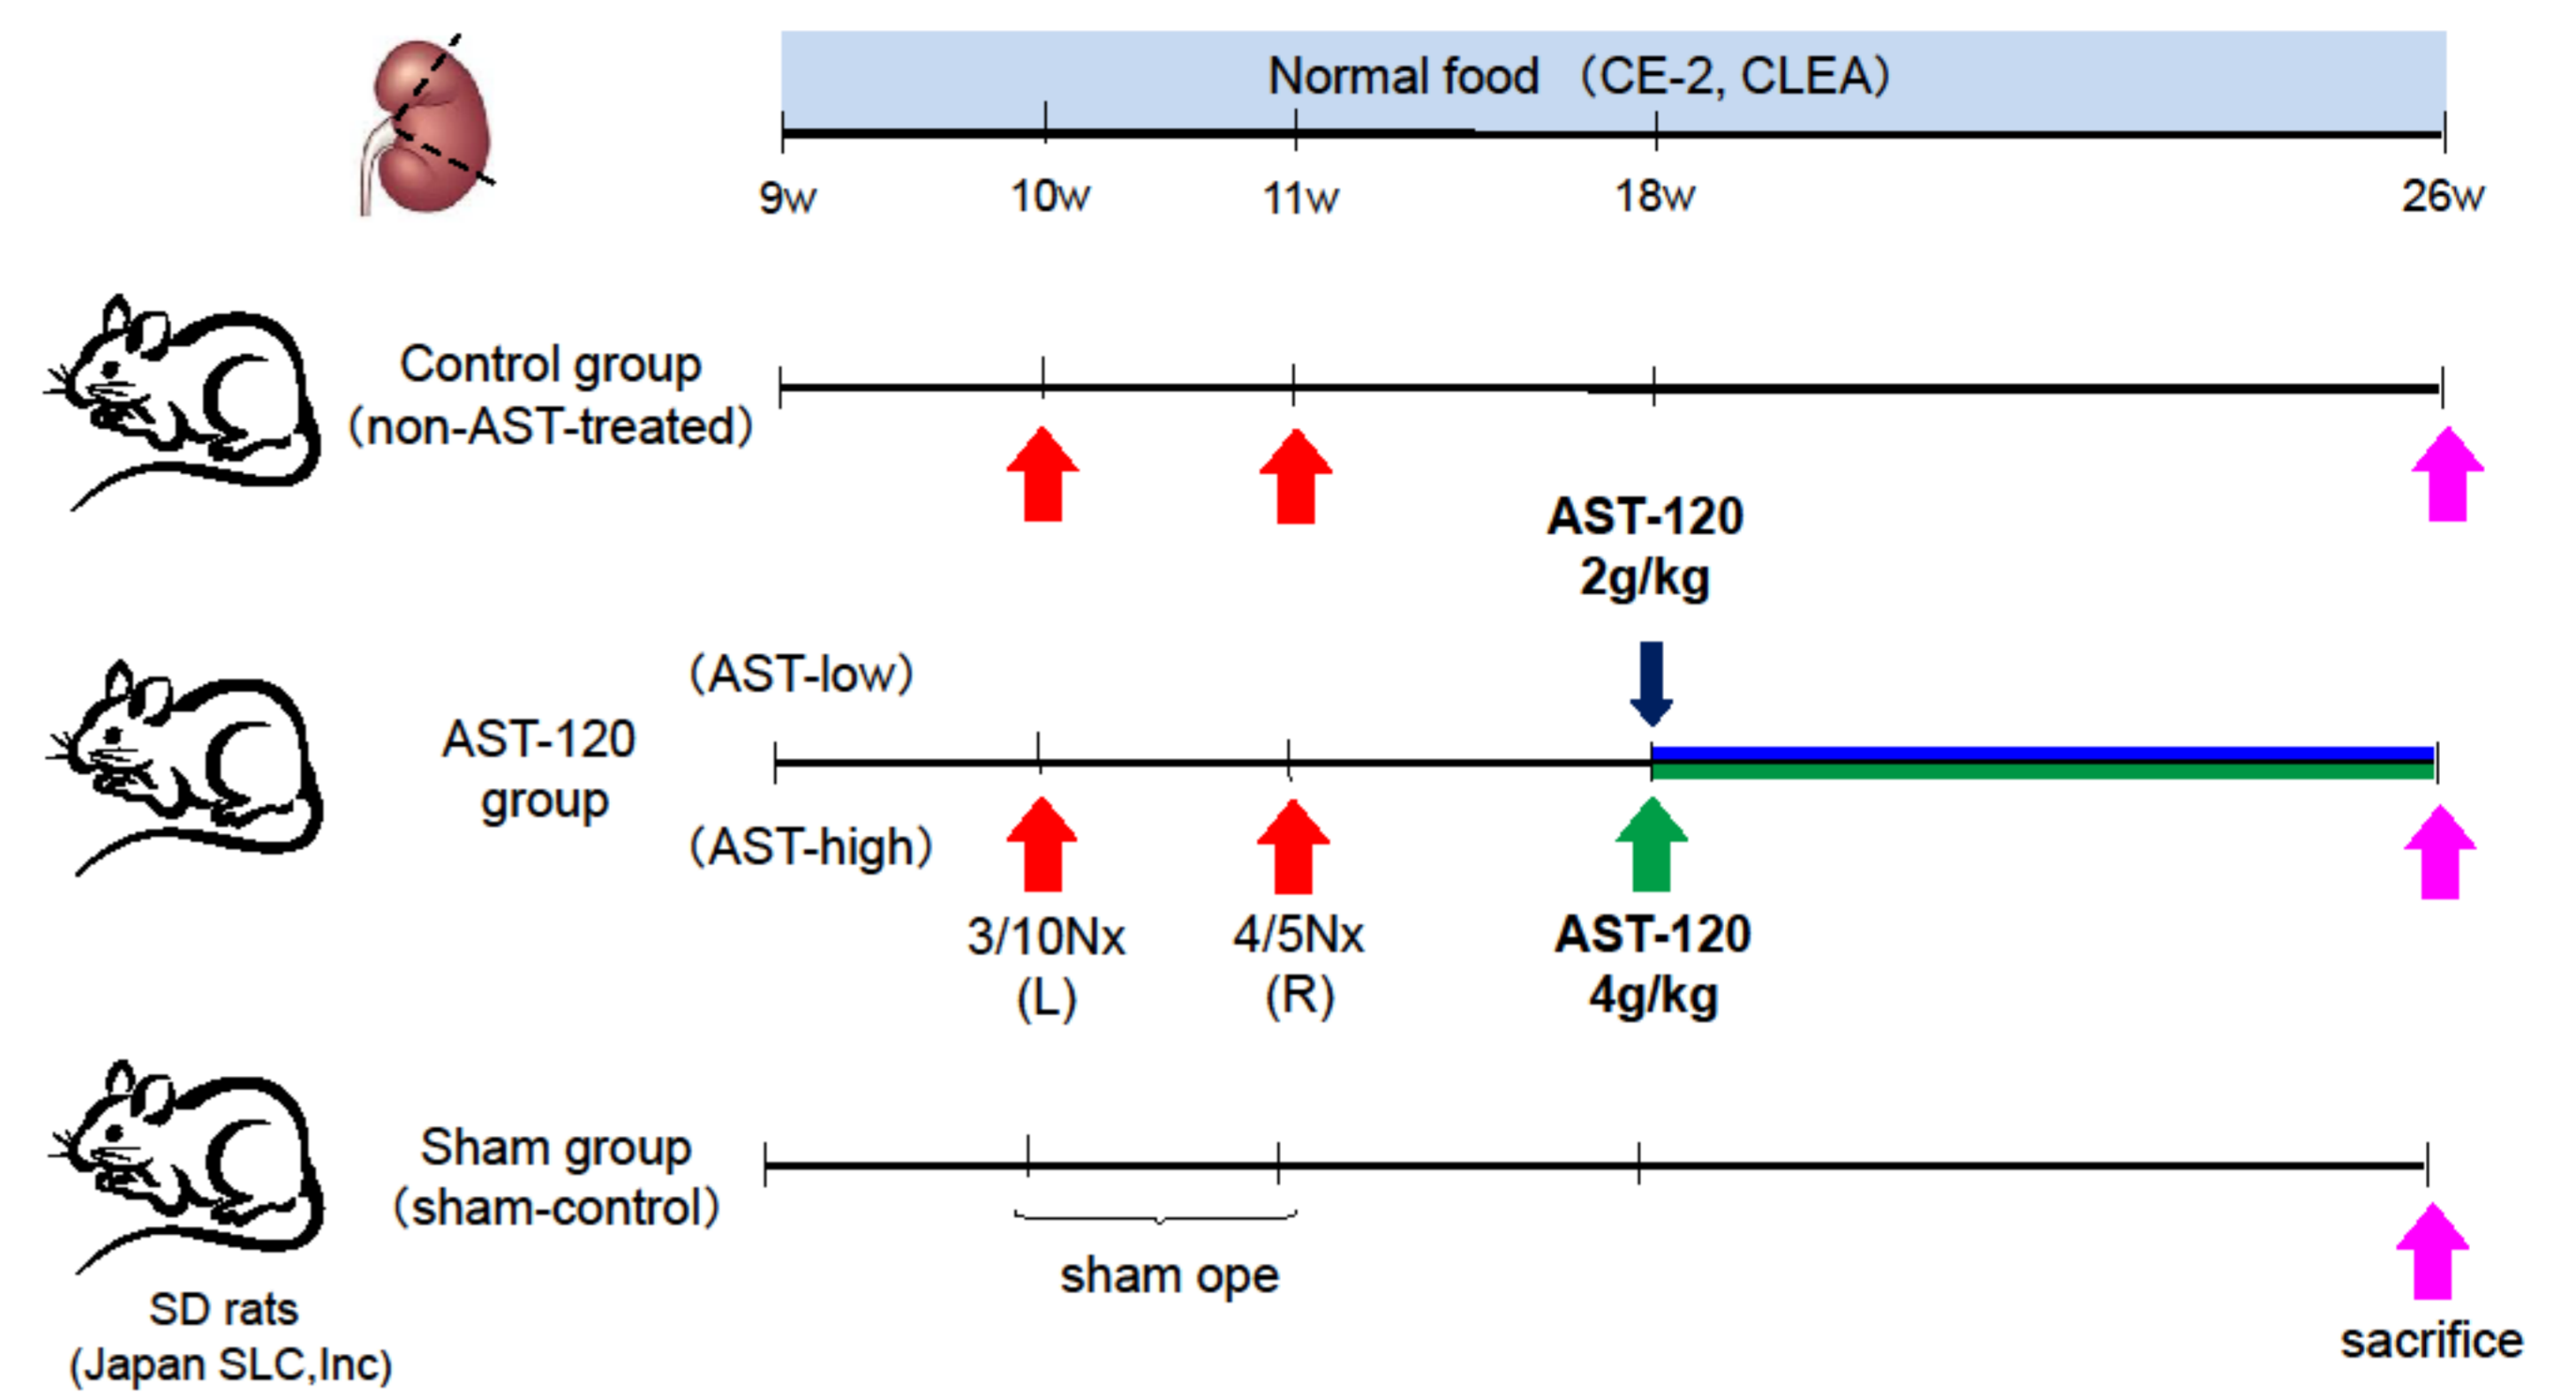 Normal food （CE-2, CLEA）
9w 10w 11w 18w 26w
Control group
（non-AST-treated）
AST-120
2g/kg
（AST-low）
AST-120
group
（AST-high）
3/10Nx
(L)
4/5Nx
(R)
AST-120
4g/kg
Sham group
（sham-control）
sham ope
SD rats
(Japan SLC,Inc)
sacrifice